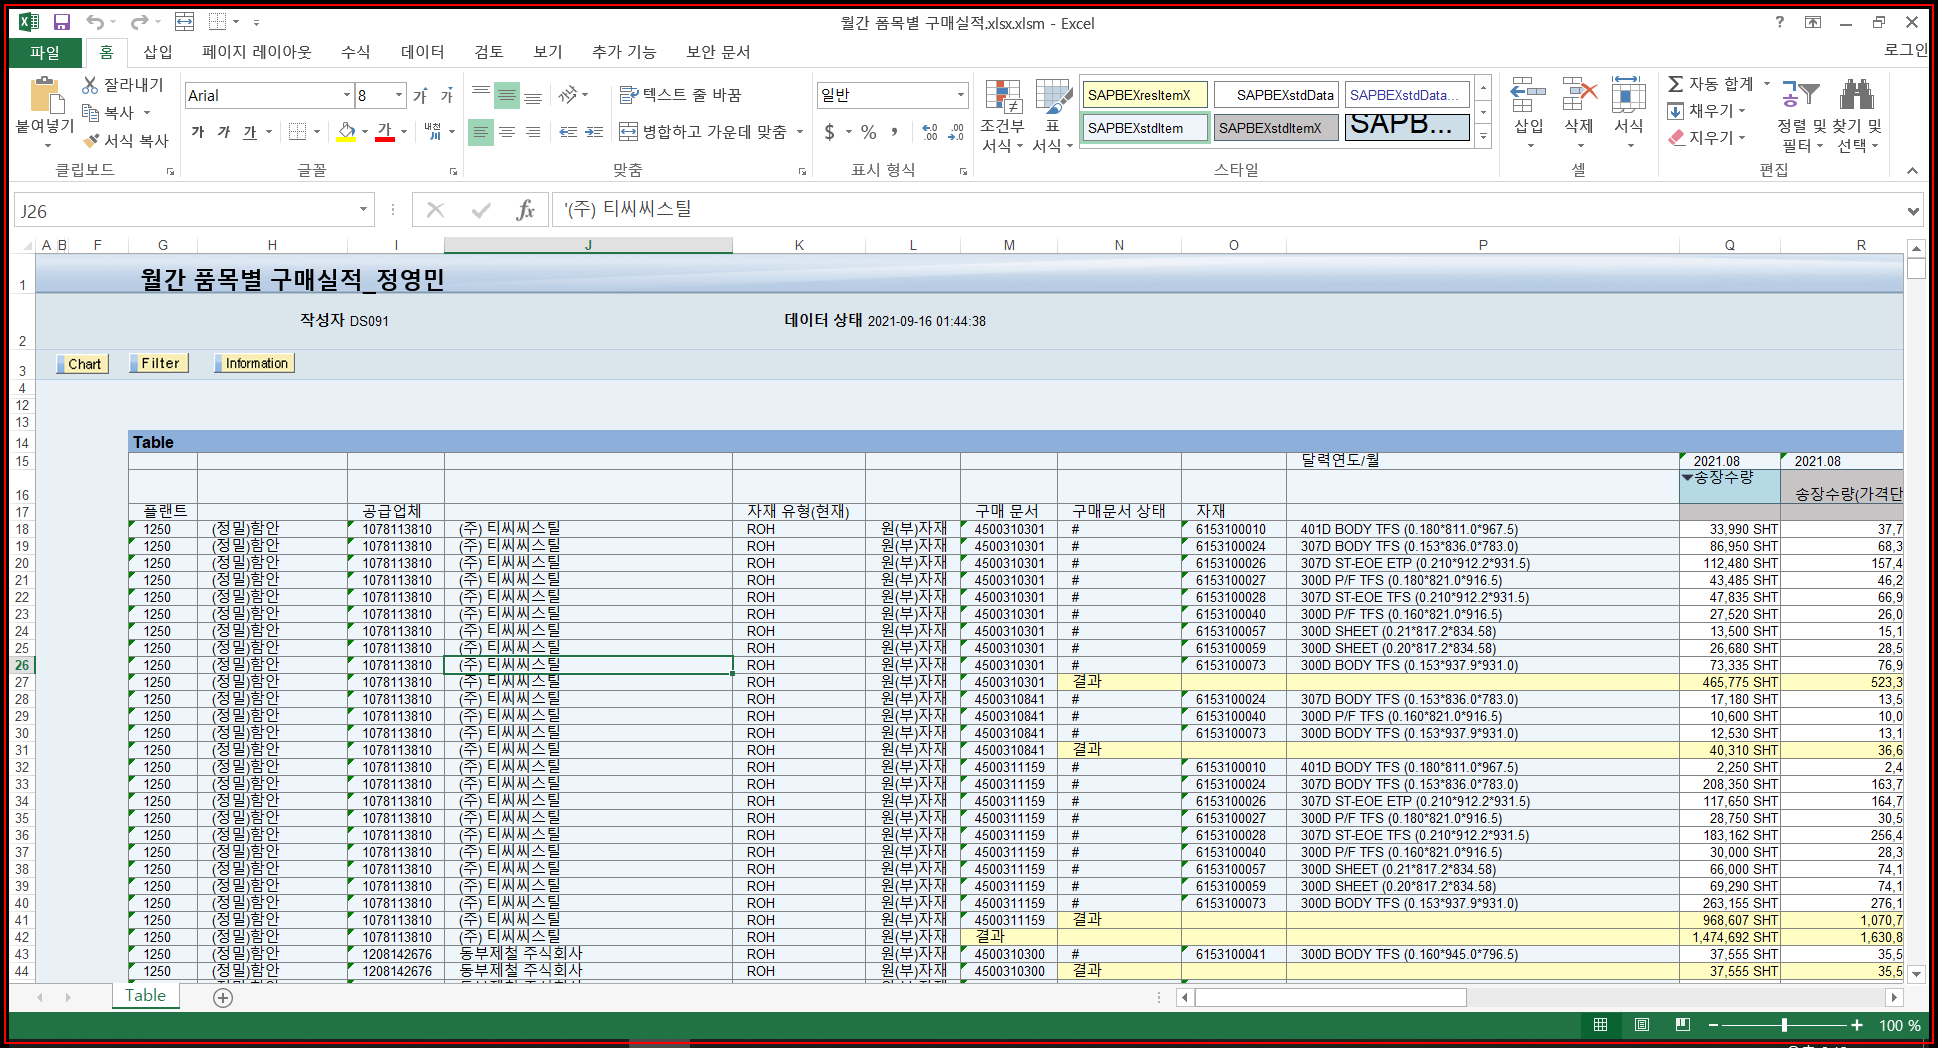 월간 품목별 구매실적.xlsx.xlsm - Excel
?
로그인
파일 홈 삽입 페이지 레이아웃 수식 데이터 검토 보기 추가 기능 보안 문서
붙여넣기 잘라내기 복사 서식 복사
Arial 8 가 가
가 가 가 가 내천
텍스트 줄 바꿈
병합하고 가운데 맞춤
일반
$ % ,
조건부 서식 표 서식
SAPBEXresItemX SAPBEXstdData SAPBEXstdData...
SAPBEXstdItem SAPBEXstdItemX SAPB...
삽입 삭제 서식
자동 합계
채우기
지우기
정렬 및 필터 찾기 및 선택
클립보드 글꼴 맞춤 표시 형식 스타일 셀 편집
J26 fx '(주) 티씨씨스틸
A B F G H I J K L M N O P Q R
1 월간 품목별 구매실적_정영민
2 작성자 DS091 데이터 상태 2021-09-16 01:44:38
3 Chart Filter Information
4
12
13
14 Table
15 달력연도/월 2021.08 2021.08
16 송장수량 송장수량(가격단
17 플랜트 공급업체 자재 유형(현재) 구매 문서 구매문서 상태 자재
18 1250 (정밀)함안 1078113810 (주) 티씨씨스틸 ROH 원(부)자재 4500310301 # 6153100010 401D BODY TFS (0.180*811.0*967.5) 33,990 SHT 37,7
19 1250 (정밀)함안 1078113810 (주) 티씨씨스틸 ROH 원(부)자재 4500310301 # 6153100024 307D BODY TFS (0.153*836.0*783.0) 86,950 SHT 68,3
20 1250 (정밀)함안 1078113810 (주) 티씨씨스틸 ROH 원(부)자재 4500310301 # 6153100026 307D ST-EOE ETP (0.210*912.2*931.5) 112,480 SHT 157,4
21 1250 (정밀)함안 1078113810 (주) 티씨씨스틸 ROH 원(부)자재 4500310301 # 6153100027 300D P/F TFS (0.180*821.0*916.5) 43,485 SHT 46,2
22 1250 (정밀)함안 1078113810 (주) 티씨씨스틸 ROH 원(부)자재 4500310301 # 6153100028 307D ST-EOE TFS (0.210*912.2*931.5) 47,835 SHT 66,9
23 1250 (정밀)함안 1078113810 (주) 티씨씨스틸 ROH 원(부)자재 4500310301 # 6153100040 300D P/F TFS (0.160*821.0*916.5) 27,520 SHT 26,0
24 1250 (정밀)함안 1078113810 (주) 티씨씨스틸 ROH 원(부)자재 4500310301 # 6153100057 300D SHEET (0.21*817.2*834.58) 13,500 SHT 15,1
25 1250 (정밀)함안 1078113810 (주) 티씨씨스틸 ROH 원(부)자재 4500310301 # 6153100059 300D SHEET (0.20*817.2*834.58) 26,680 SHT 28,5
26 1250 (정밀)함안 1078113810 (주) 티씨씨스틸 ROH 원(부)자재 4500310301 # 6153100073 300D BODY TFS (0.153*937.9*931.0) 73,335 SHT 76,9
27 1250 (정밀)함안 1078113810 (주) 티씨씨스틸 ROH 원(부)자재 4500310301 결과 465,775 SHT 523,3
28 1250 (정밀)함안 1078113810 (주) 티씨씨스틸 ROH 원(부)자재 4500310841 # 6153100024 307D BODY TFS (0.153*836.0*783.0) 17,180 SHT 13,5
29 1250 (정밀)함안 1078113810 (주) 티씨씨스틸 ROH 원(부)자재 4500310841 # 6153100040 300D P/F TFS (0.160*821.0*916.5) 10,600 SHT 10,0
30 1250 (정밀)함안 1078113810 (주) 티씨씨스틸 ROH 원(부)자재 4500310841 # 6153100073 300D BODY TFS (0.153*937.9*931.0) 12,530 SHT 13,1
31 1250 (정밀)함안 1078113810 (주) 티씨씨스틸 ROH 원(부)자재 4500310841 결과 40,310 SHT 36,6
32 1250 (정밀)함안 1078113810 (주) 티씨씨스틸 ROH 원(부)자재 4500311159 # 6153100010 401D BODY TFS (0.180*811.0*967.5) 2,250 SHT 2,4
33 1250 (정밀)함안 1078113810 (주) 티씨씨스틸 ROH 원(부)자재 4500311159 # 6153100024 307D BODY TFS (0.153*836.0*783.0) 208,350 SHT 163,7
34 1250 (정밀)함안 1078113810 (주) 티씨씨스틸 ROH 원(부)자재 4500311159 # 6153100026 307D ST-EOE ETP (0.210*912.2*931.5) 117,650 SHT 164,7
35 1250 (정밀)함안 1078113810 (주) 티씨씨스틸 ROH 원(부)자재 4500311159 # 6153100027 300D P/F TFS (0.180*821.0*916.5) 28,750 SHT 30,5
36 1250 (정밀)함안 1078113810 (주) 티씨씨스틸 ROH 원(부)자재 4500311159 # 6153100028 307D ST-EOE TFS (0.210*912.2*931.5) 183,162 SHT 256,4
37 1250 (정밀)함안 1078113810 (주) 티씨씨스틸 ROH 원(부)자재 4500311159 # 6153100040 300D P/F TFS (0.160*821.0*916.5) 30,000 SHT 28,3
38 1250 (정밀)함안 1078113810 (주) 티씨씨스틸 ROH 원(부)자재 4500311159 # 6153100057 300D SHEET (0.21*817.2*834.58) 66,000 SHT 74,1
39 1250 (정밀)함안 1078113810 (주) 티씨씨스틸 ROH 원(부)자재 4500311159 # 6153100059 300D SHEET (0.20*817.2*834.58) 69,290 SHT 74,1
40 1250 (정밀)함안 1078113810 (주) 티씨씨스틸 ROH 원(부)자재 4500311159 # 6153100073 300D BODY TFS (0.153*937.9*931.0) 263,155 SHT 276,1
41 1250 (정밀)함안 1078113810 (주) 티씨씨스틸 ROH 원(부)자재 4500311159 결과 968,607 SHT 1,070,7
42 1250 (정밀)함안 1078113810 (주) 티씨씨스틸 ROH 원(부)자재 결과 1,474,692 SHT 1,630,8
43 1250 (정밀)함안 1208142676 동부제철 주식회사 ROH 원(부)자재 4500310300 # 6153100041 300D BODY TFS (0.160*945.0*796.5) 37,555 SHT 35,5
44 1250 (정밀)함안 1208142676 동부제철 주식회사 ROH 원(부)자재 4500310300 결과 37,555 SHT 35,5
Table
100 %